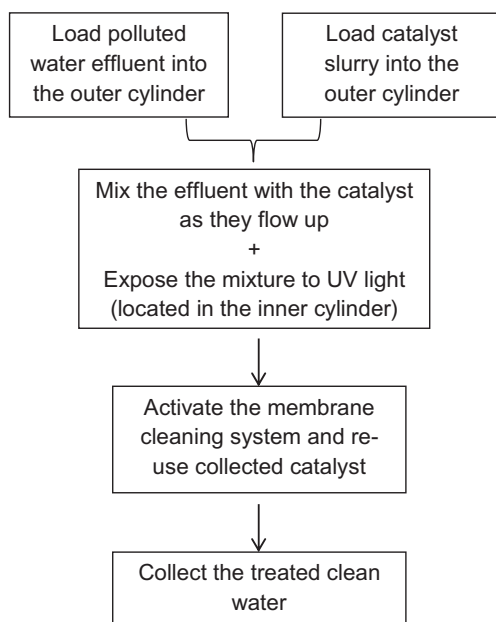 Load polluted
water effluent into
the outer cylinder
Load catalyst
slurry into the
outer cylinder
Mix the effluent with the catalyst
as they flow up
+
Expose the mixture to UV light
(located in the inner cylinder)
Activate the membrane
cleaning system and re-
use collected catalyst
Collect the treated clean
water